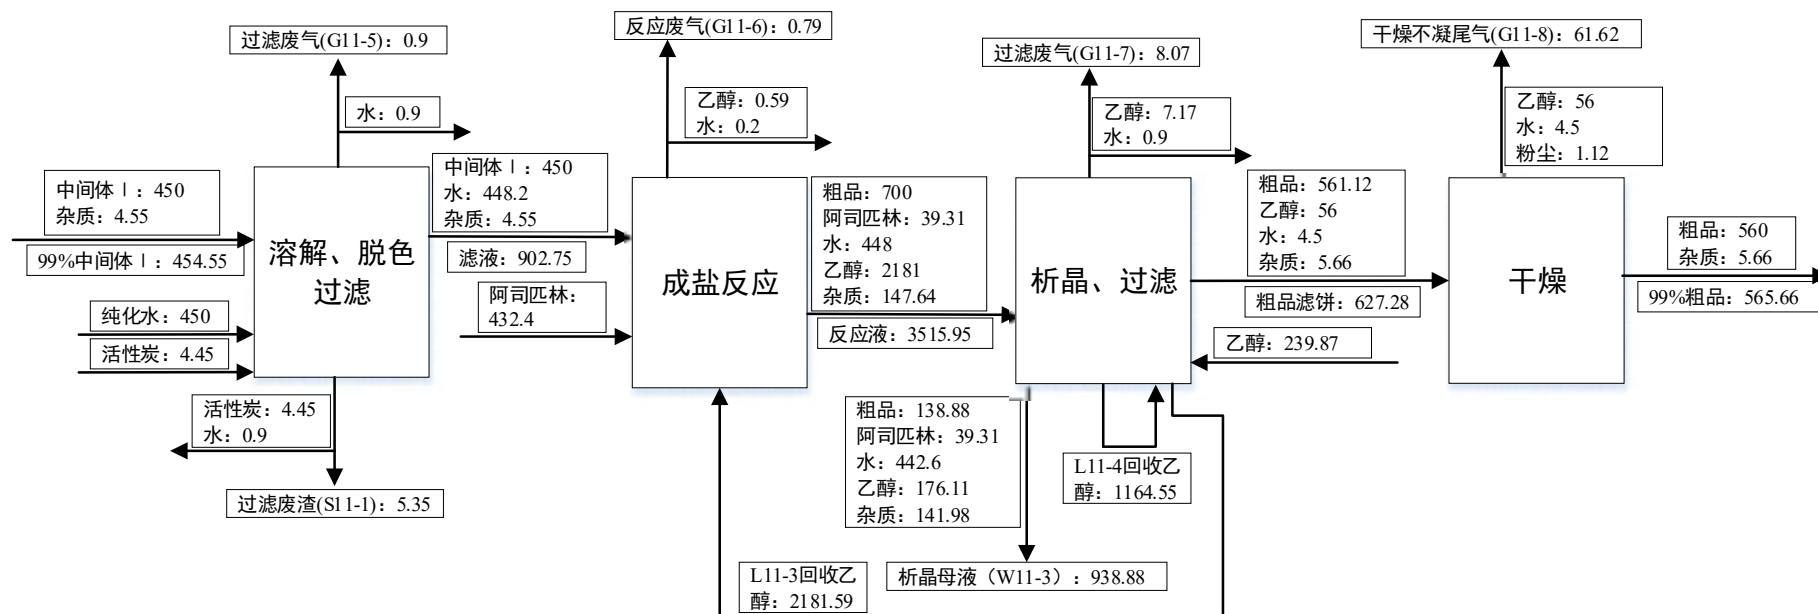 过滤废气(G11-5)：0.9
水：0.9
中间体Ⅰ：450
杂质：4.55
99%中间体Ⅰ：454.55
纯化水：450
活性炭：4.45
溶解、脱色
过滤
活性炭：4.45
水：0.9
过滤废渣(S11-1)：5.35
中间体Ⅰ：450
水：448.2
杂质：4.55
滤液：902.75
阿司匹林：
432.4
反应废气(G11-6)：0.79
乙醇：0.59
水：0.2
成盐反应
L11-3回收乙
醇：2181.59
粗品：700
阿司匹林：39.31
水：448
乙醇：2181
杂质：147.64
反应液：3515.95
过滤废气(G11-7)：8.07
乙醇：7.17
水：0.9
析晶、过滤
粗品：138.88
阿司匹林：39.31
水：442.6
乙醇：176.11
杂质：141.98
析晶母液（W11-3）：938.88
L11-4回收乙
醇：1164.55
粗品：561.12
乙醇：56
水：4.5
杂质：5.66
粗品滤饼：627.28
乙醇：239.87
干燥不凝尾气(G11-8)：61.62
乙醇：56
水：4.5
粉尘：1.12
干燥
粗品：560
杂质：5.66
99%粗品：565.66